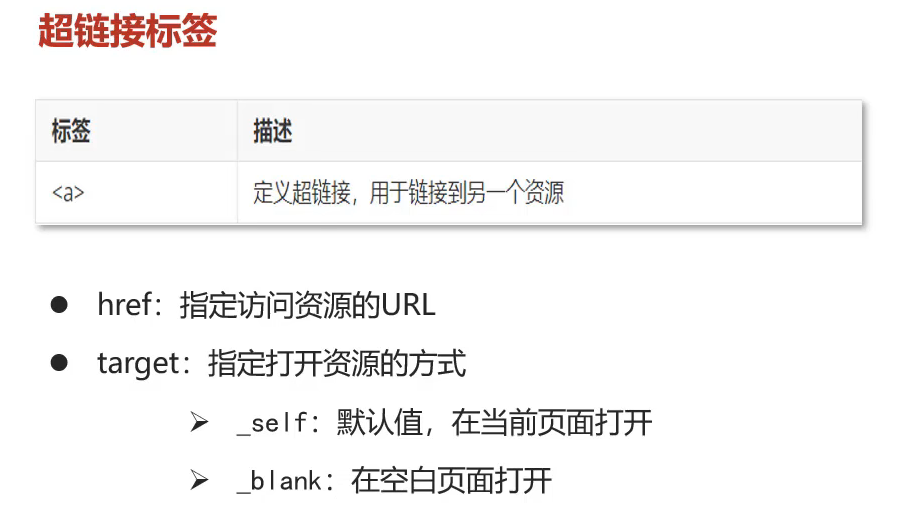 超链接标签
标签 描述
<a> 定义超链接，用于链接到另一个资源
● href：指定访问资源的URL
● target：指定打开资源的方式
➢ _self：默认值，在当前页面打开
➢ _blank：在空白页面打开